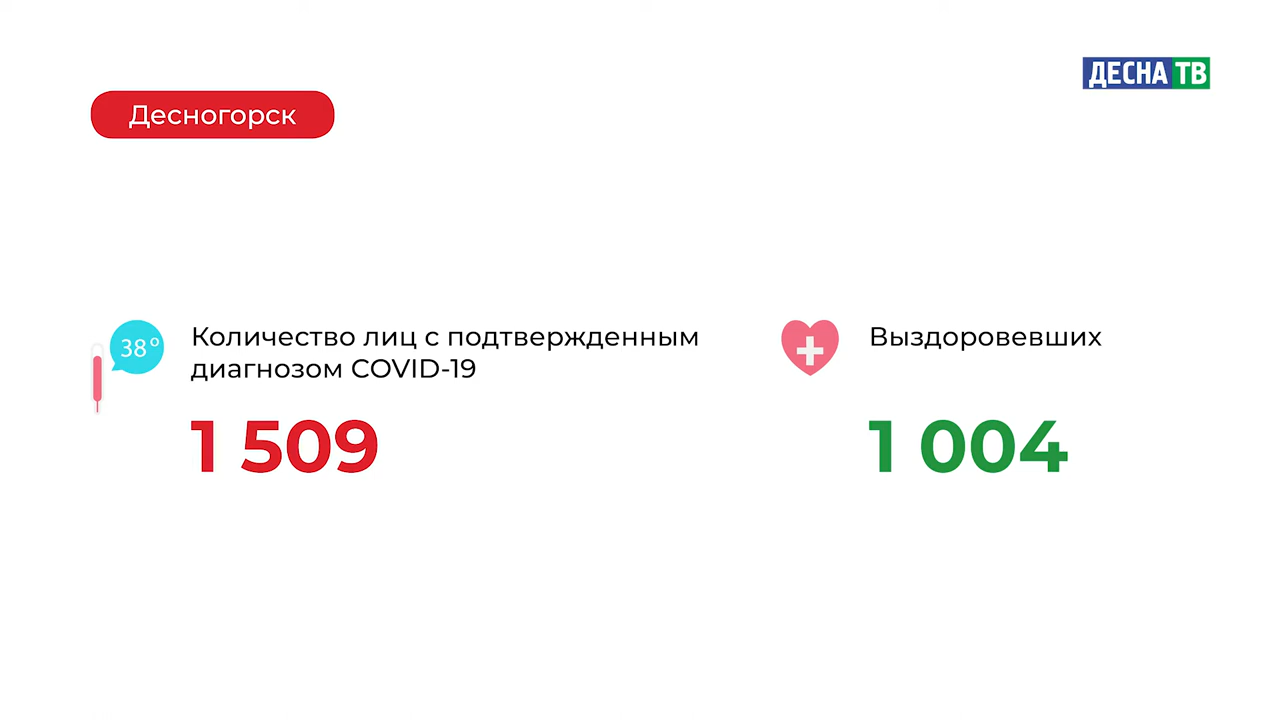 ДЕСНА ТВ
Десногорск
38°
Количество лиц с подтвержденным
диагнозом COVID-19
1 509
Выздоровевших
1 004